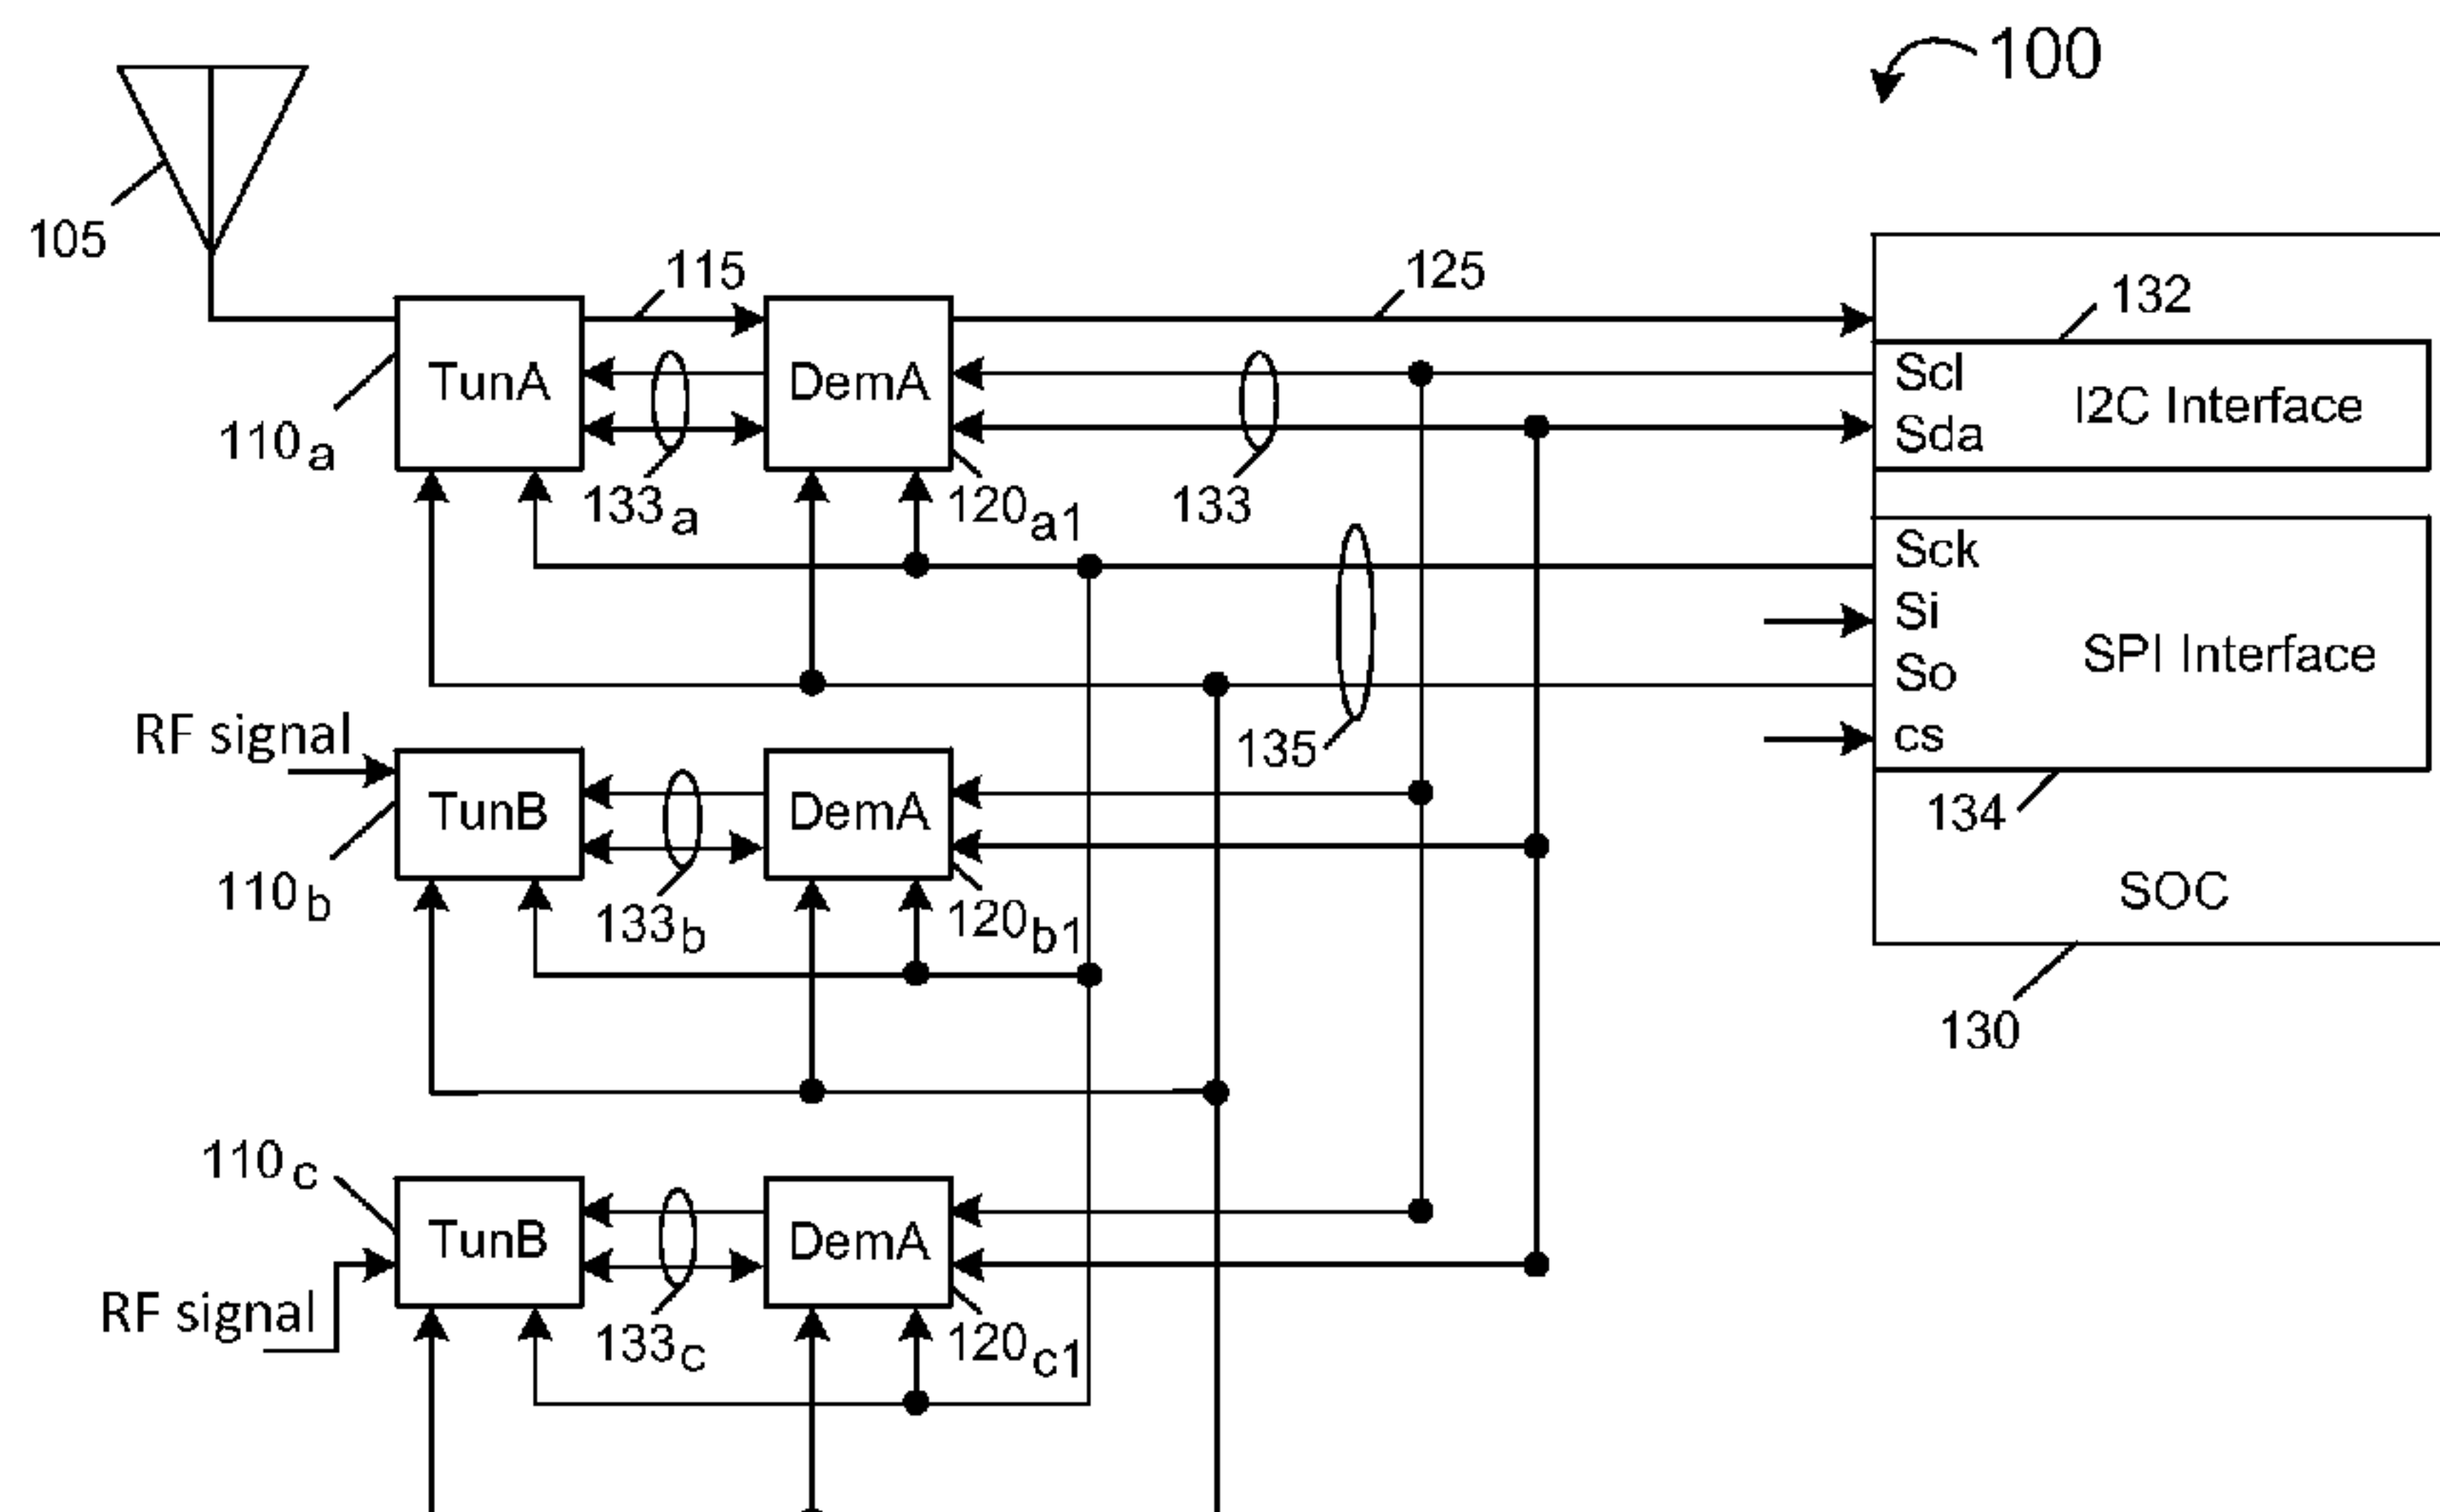 100
105
115
125
132
TunA
DemA
Scl
Sda
I2C Interface
110a
133a
120a1
133
Sck
Si
So
cs
SPI Interface
135
134
RF signal
TunB
DemA
110b
133b
120b1
SOC
130
110c
TunB
DemA
RF signal
133c
120c1